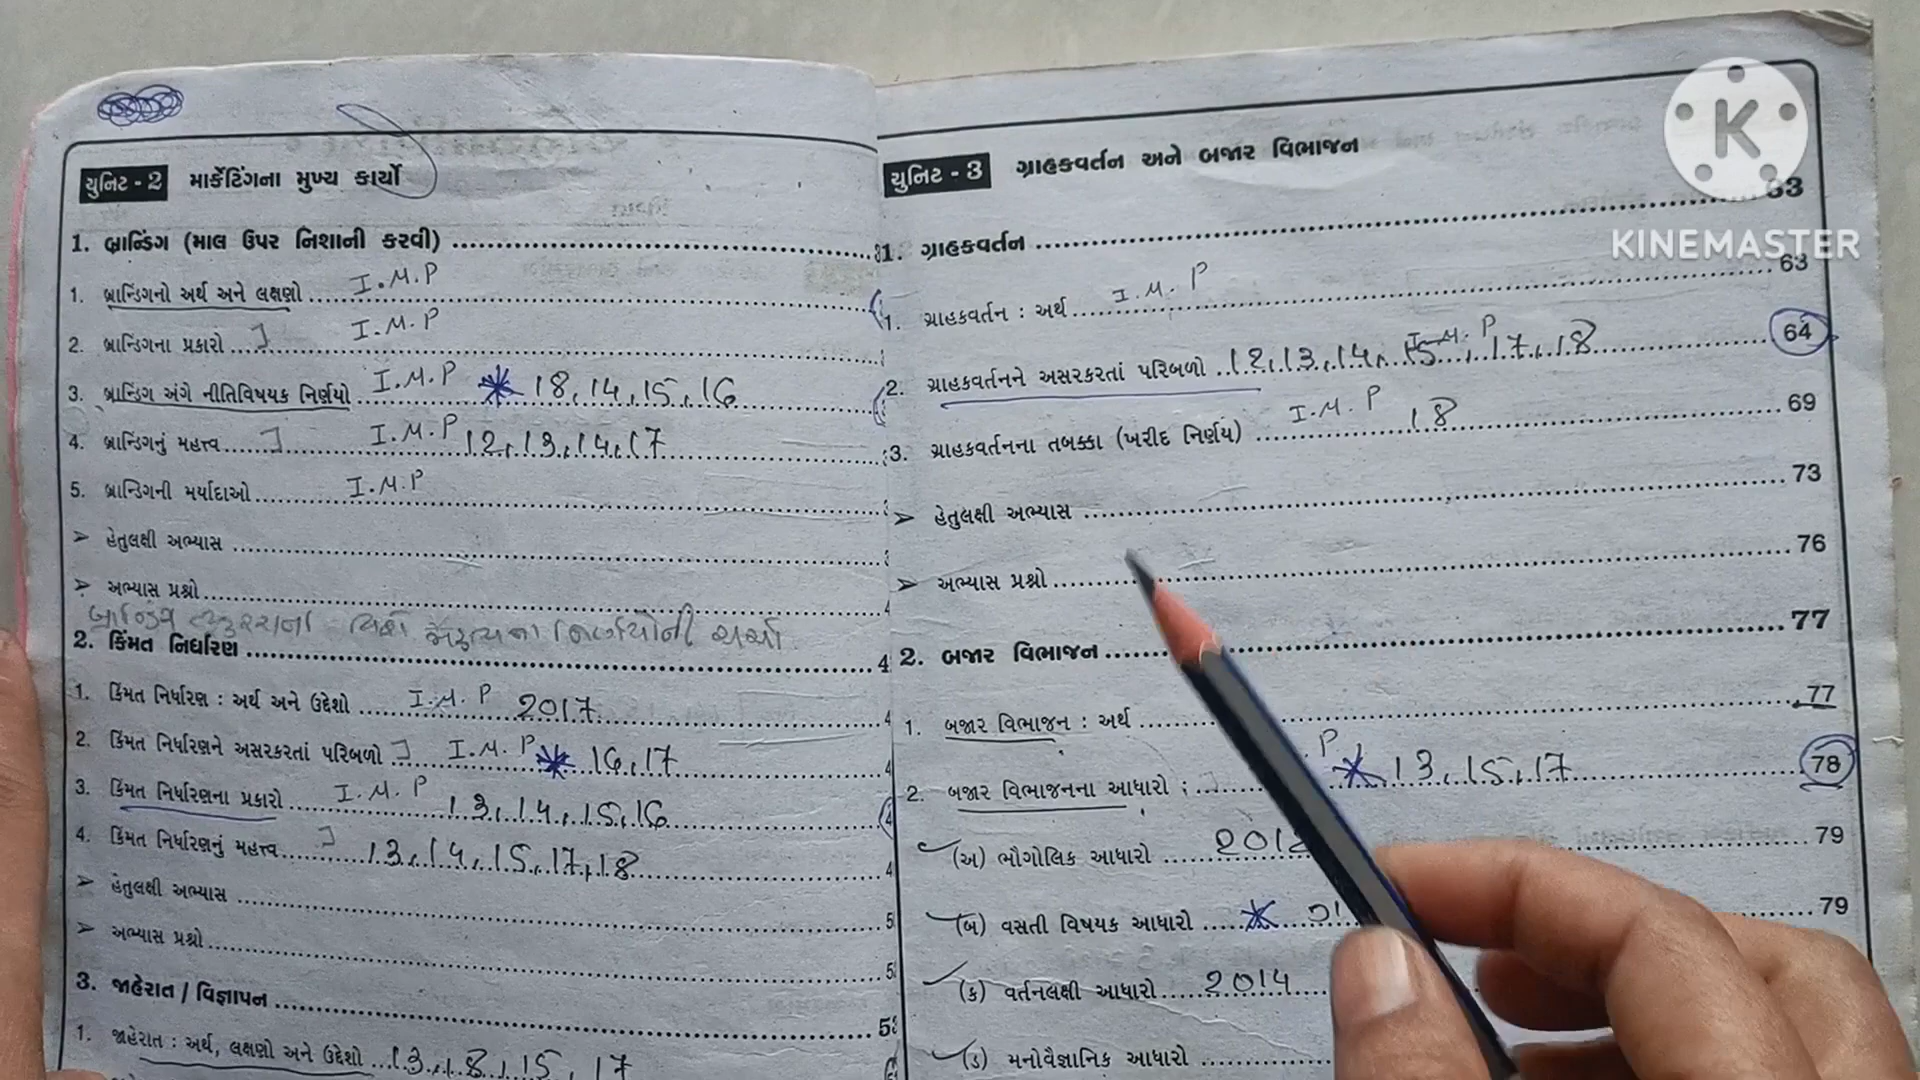 યુનિટ - 2 માર્કેટિંગના મુખ્ય કાર્યો
1. બ્રાન્ડિંગ (માલ ઉપર નિશાની કરવી)
1. બ્રાન્ડિંગનો અર્થ અને લક્ષણો I.M.P
2. બ્રાન્ડિંગના પ્રકારો I.M.P
3. બ્રાન્ડિંગ અંગે નીતિવિષયક નિર્ણયો I.M.P 18, 14, 15, 16
4. બ્રાન્ડિંગનું મહત્ત્વ I.M.P 12, 13, 14, 17
5. બ્રાન્ડિંગની મર્યાદાઓ I.M.P
➤ હેતુલક્ષી અભ્યાસ
➤ અભ્યાસ પ્રશ્નો
2. કિંમત નિર્ધારણ 4
1. કિંમત નિર્ધારણ : અર્થ અને ઉદ્દેશો I.M.P 2017 4
2. કિંમત નિર્ધારણને અસરકરતાં પરિબળો I.M.P 16, 17 4
3. કિંમત નિર્ધારણના પ્રકારો I.M.P 13, 14, 15, 16
4. કિંમત નિર્ધારણનું મહત્ત્વ 13, 14, 15, 17, 18 4
➤ હેતુલક્ષી અભ્યાસ 5
➤ અભ્યાસ પ્રશ્નો 5
3. જાહેરાત / વિજ્ઞાપન 5
1. જાહેરાત : અર્થ, લક્ષણો અને ઉદ્દેશો 13, 18, 15, 17
યુનિટ - 3 ગ્રાહકવર્તન અને બજાર વિભાજન
1. ગ્રાહકવર્તન 63
1. ગ્રાહકવર્તન : અર્થ I.M.P 63
2. ગ્રાહકવર્તનને અસરકરતાં પરિબળો I.M.P 12, 13, 14, 15, 17, 18 64
3. ગ્રાહકવર્તનના તબક્કા (ખરીદ નિર્ણય) I.M.P 18 69
➤ હેતુલક્ષી અભ્યાસ 73
➤ અભ્યાસ પ્રશ્નો 76
2. બજાર વિભાજન 77
1. બજાર વિભાજન : અર્થ 77
2. બજાર વિભાજનના આધારો : P 13, 15, 17 78
(અ) ભૌગોલિક આધારો 79
(બ) વસતી વિષયક આધારો 79
(ક) વર્તનલક્ષી આધારો 2014
(ડ) મનોવૈજ્ઞાનિક આધારો
K
KINEMASTER